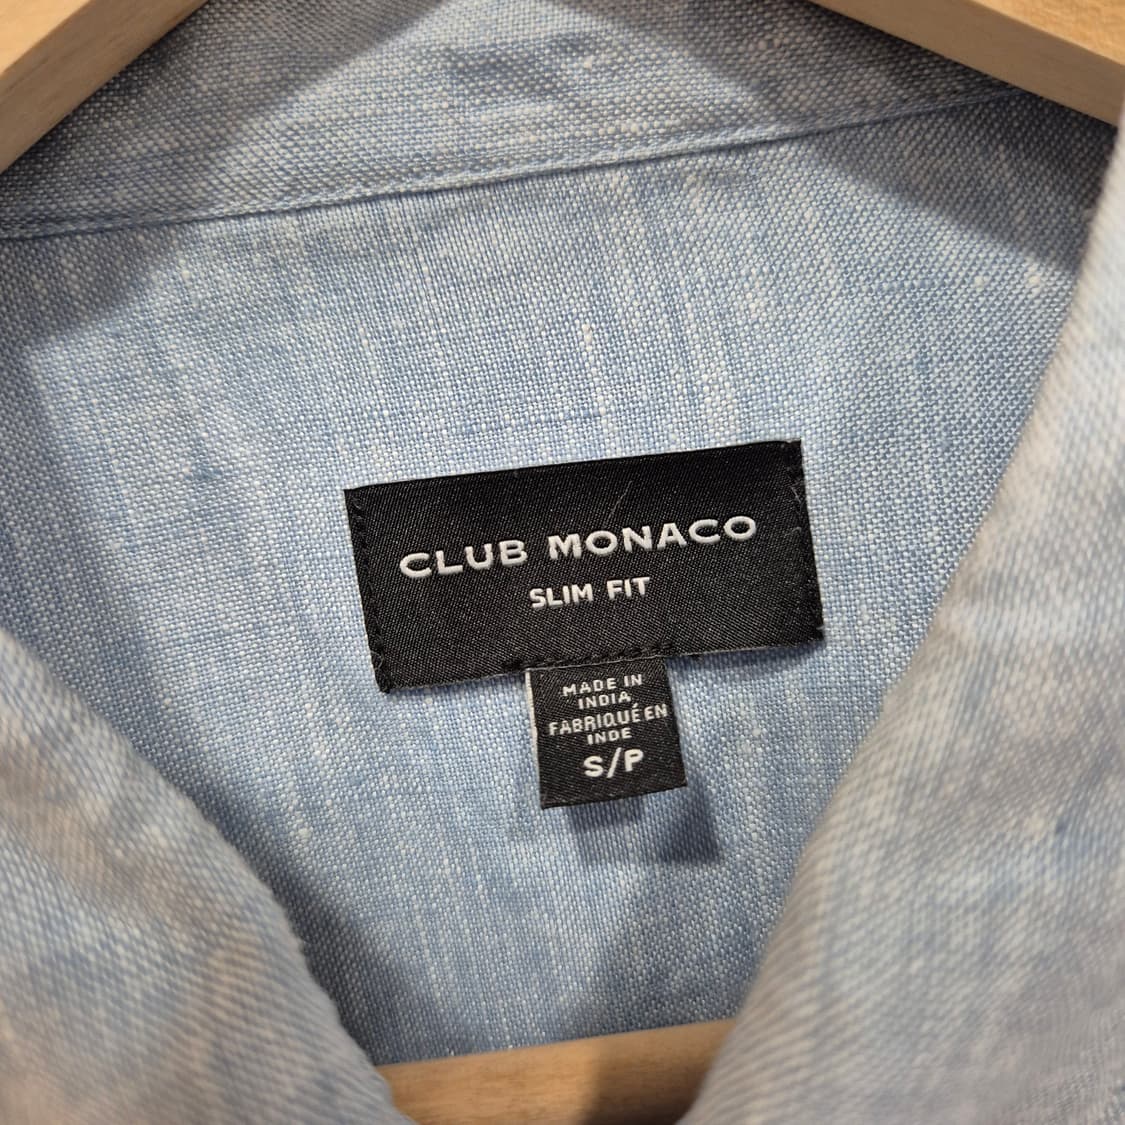 CLUB MONACO
SLIM FIT
MADE IN
INDIA
FABRIQUÉ EN
INDE
S/P